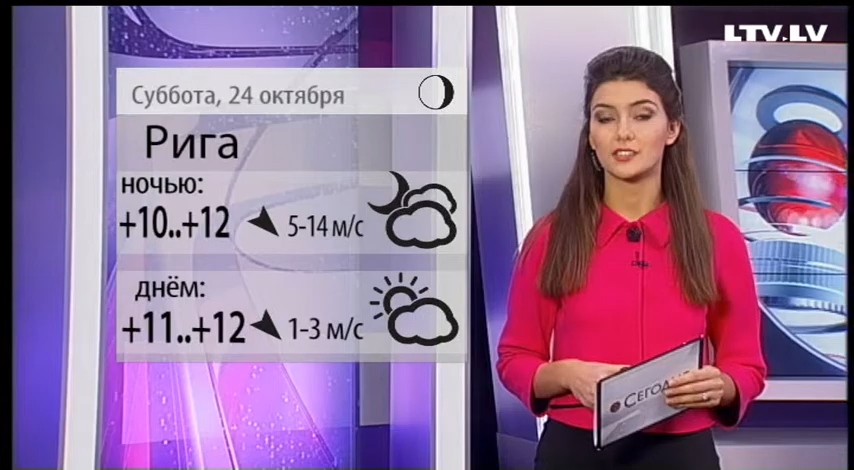 LTV.LV
Суббота, 24 октября
Рига
ночью:
+10..+12 5-14 м/с
днём:
+11..+12 1-3 м/с